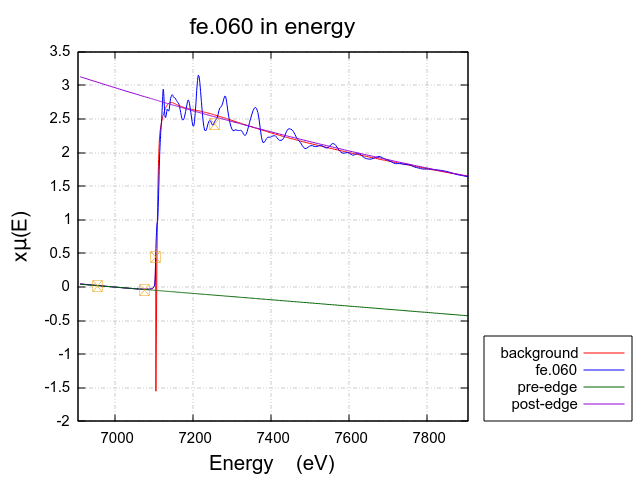 fe.060 in energy
3.5
3
2.5
2
1.5
1
0.5
0
-0.5
-1
-1.5
-2
xμ(E)
7000 7200 7400 7600 7800
Energy (eV)
background
fe.060
pre-edge
post-edge